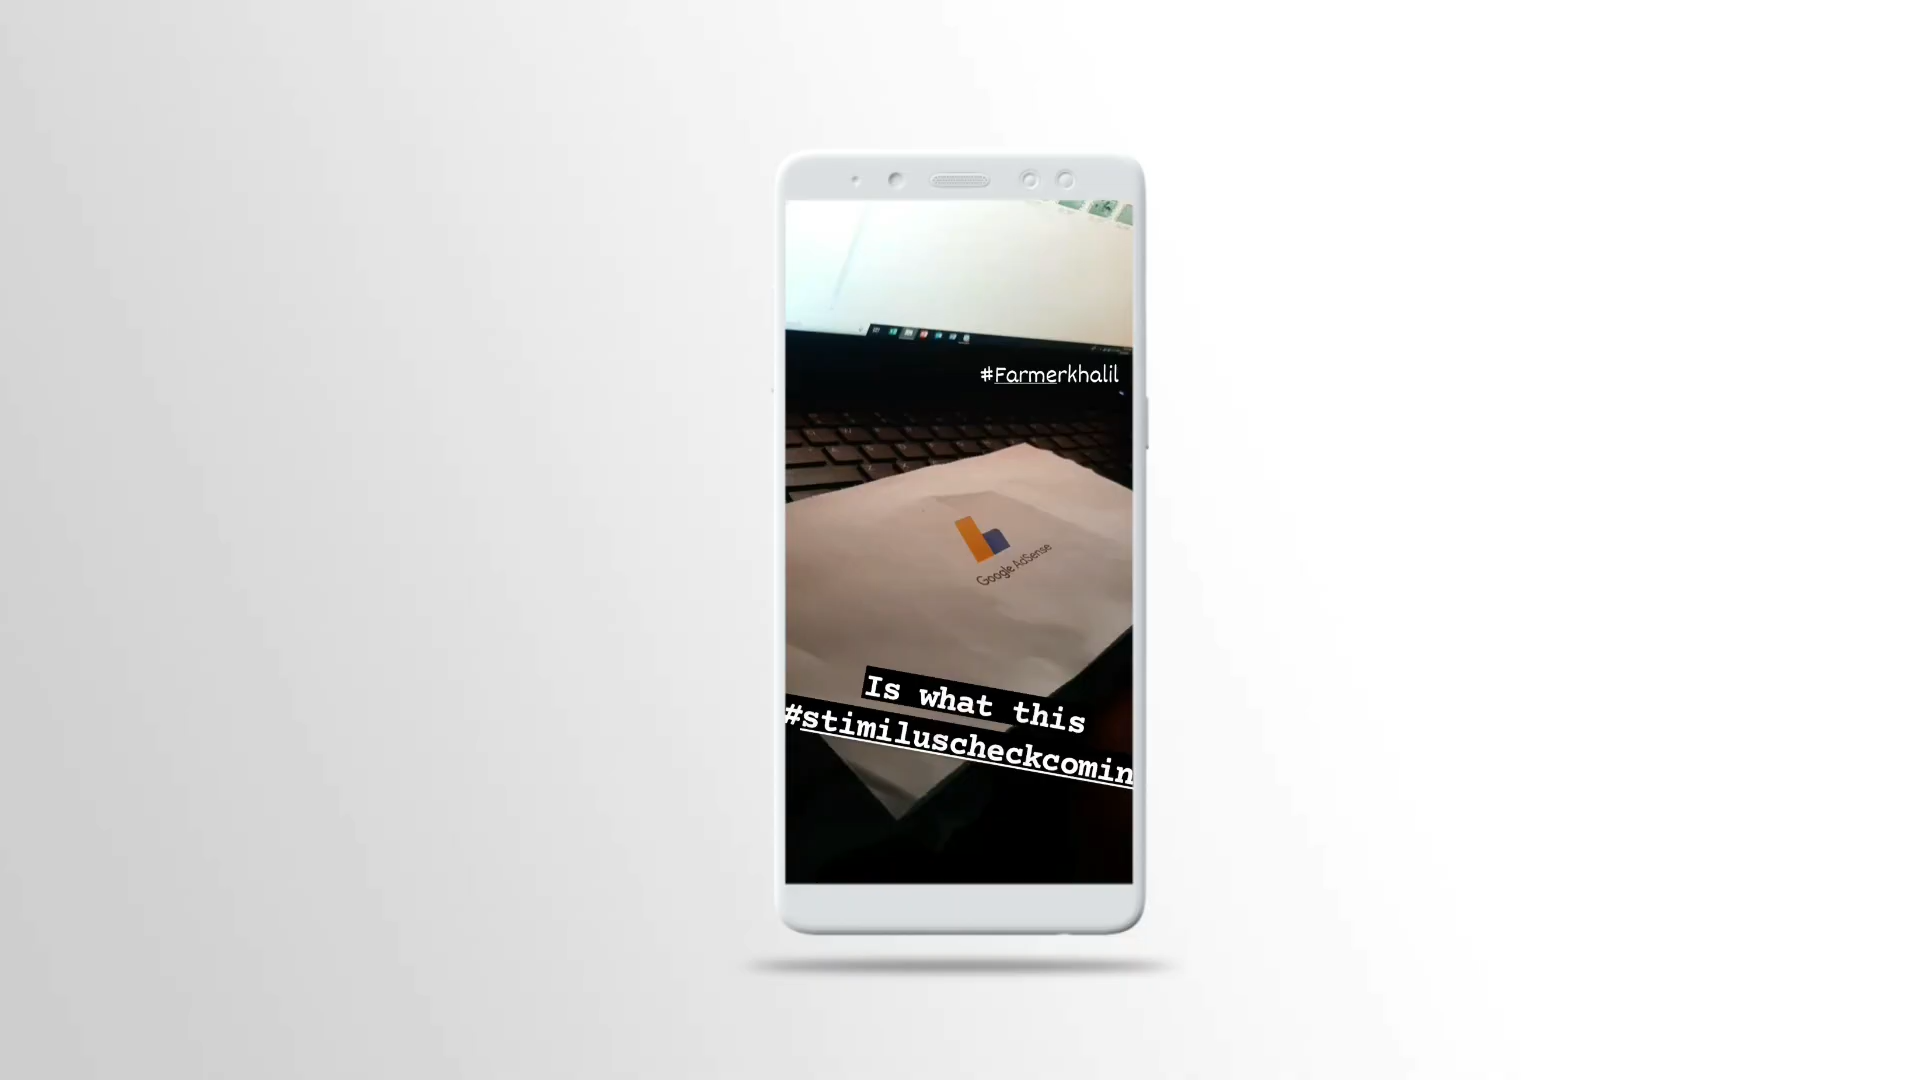 #Farmerkhalil
Google AdSense
Is what this
#stimiluscheckcomin